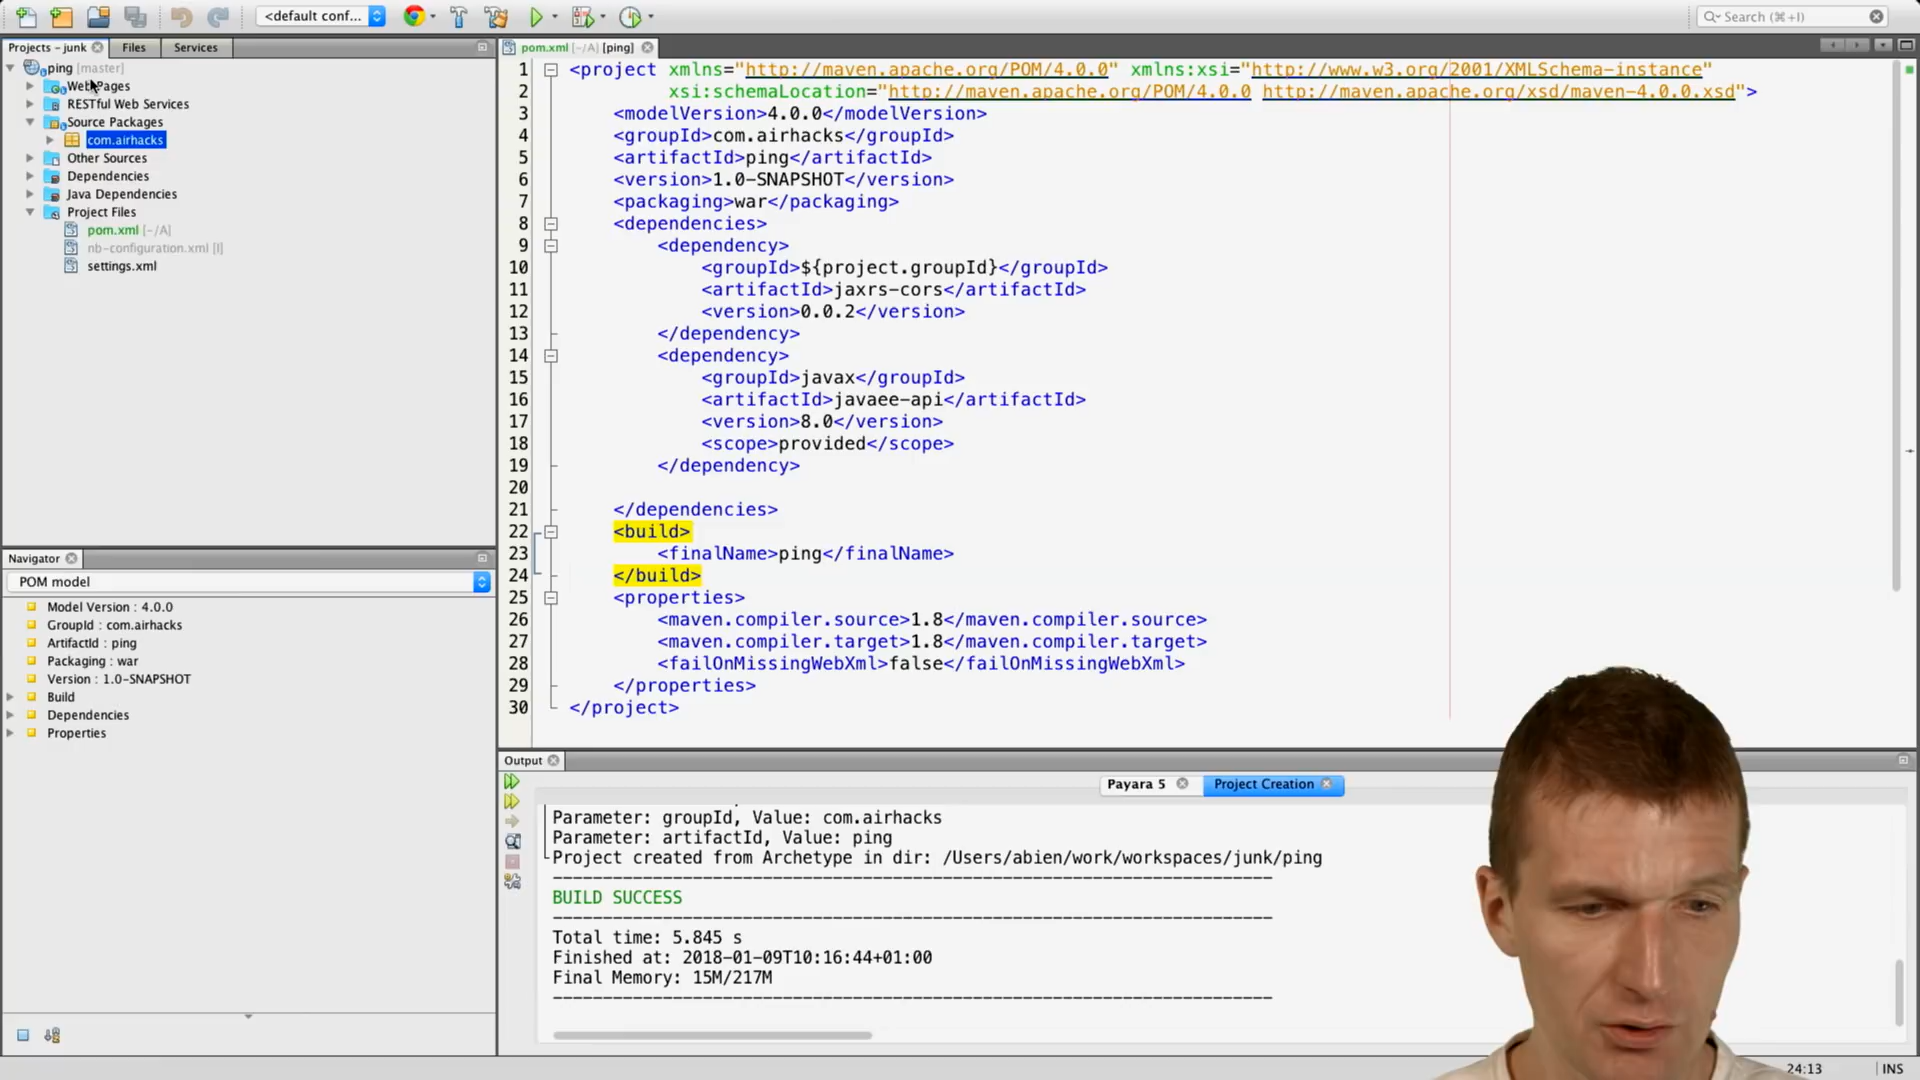 <default conf...
Search (⌘+I)
Projects – junk
Files
Services
ping [master]
Web Pages
RESTful Web Services
Source Packages
com.airhacks
Other Sources
Dependencies
Java Dependencies
Project Files
pom.xml [-/A]
nb-configuration.xml [I]
settings.xml
pom.xml [-/A] [ping]
1 <project xmlns="http://maven.apache.org/POM/4.0.0" xmlns:xsi="http://www.w3.org/2001/XMLSchema-instance"
2 xsi:schemaLocation="http://maven.apache.org/POM/4.0.0 http://maven.apache.org/xsd/maven-4.0.0.xsd">
3 <modelVersion>4.0.0</modelVersion>
4 <groupId>com.airhacks</groupId>
5 <artifactId>ping</artifactId>
6 <version>1.0-SNAPSHOT</version>
7 <packaging>war</packaging>
8 <dependencies>
9 <dependency>
10 <groupId>${project.groupId}</groupId>
11 <artifactId>jaxrs-cors</artifactId>
12 <version>0.0.2</version>
13 </dependency>
14 <dependency>
15 <groupId>javax</groupId>
16 <artifactId>javaee-api</artifactId>
17 <version>8.0</version>
18 <scope>provided</scope>
19 </dependency>
20
21 </dependencies>
22 <build>
23 <finalName>ping</finalName>
24 </build>
25 <properties>
26 <maven.compiler.source>1.8</maven.compiler.source>
27 <maven.compiler.target>1.8</maven.compiler.target>
28 <failOnMissingWebXml>false</failOnMissingWebXml>
29 </properties>
30 </project>
Navigator
POM model
Model Version : 4.0.0
GroupId : com.airhacks
ArtifactId : ping
Packaging : war
Version : 1.0-SNAPSHOT
Build
Dependencies
Properties
Output
Payara 5
Project Creation
Parameter: groupId, Value: com.airhacks
Parameter: artifactId, Value: ping
Project created from Archetype in dir: /Users/abien/work/workspaces/junk/ping
------------------------------------------------------------------------
BUILD SUCCESS
------------------------------------------------------------------------
Total time: 5.845 s
Finished at: 2018-01-09T10:16:44+01:00
Final Memory: 15M/217M
------------------------------------------------------------------------
24:13
INS